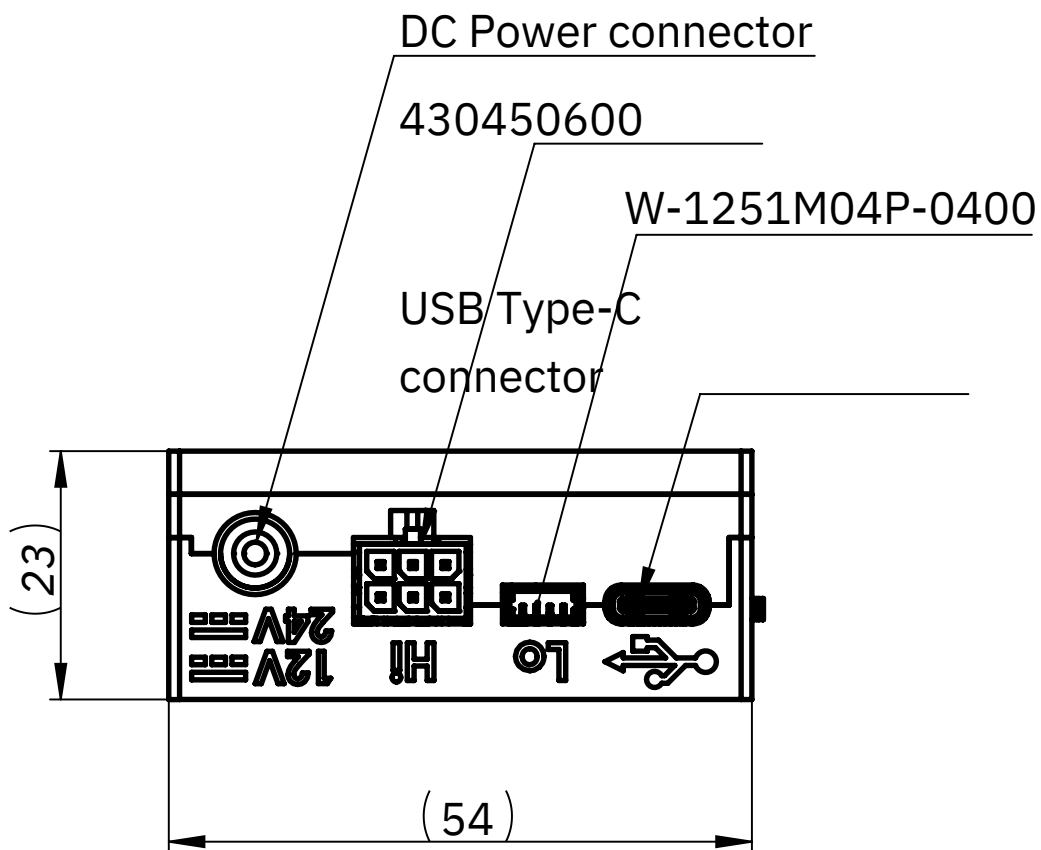 DC Power connector
430450600
W-1251M04P-0400
USB Type-C
connector
(23)
24V
12V
Hi
Lo
(54)